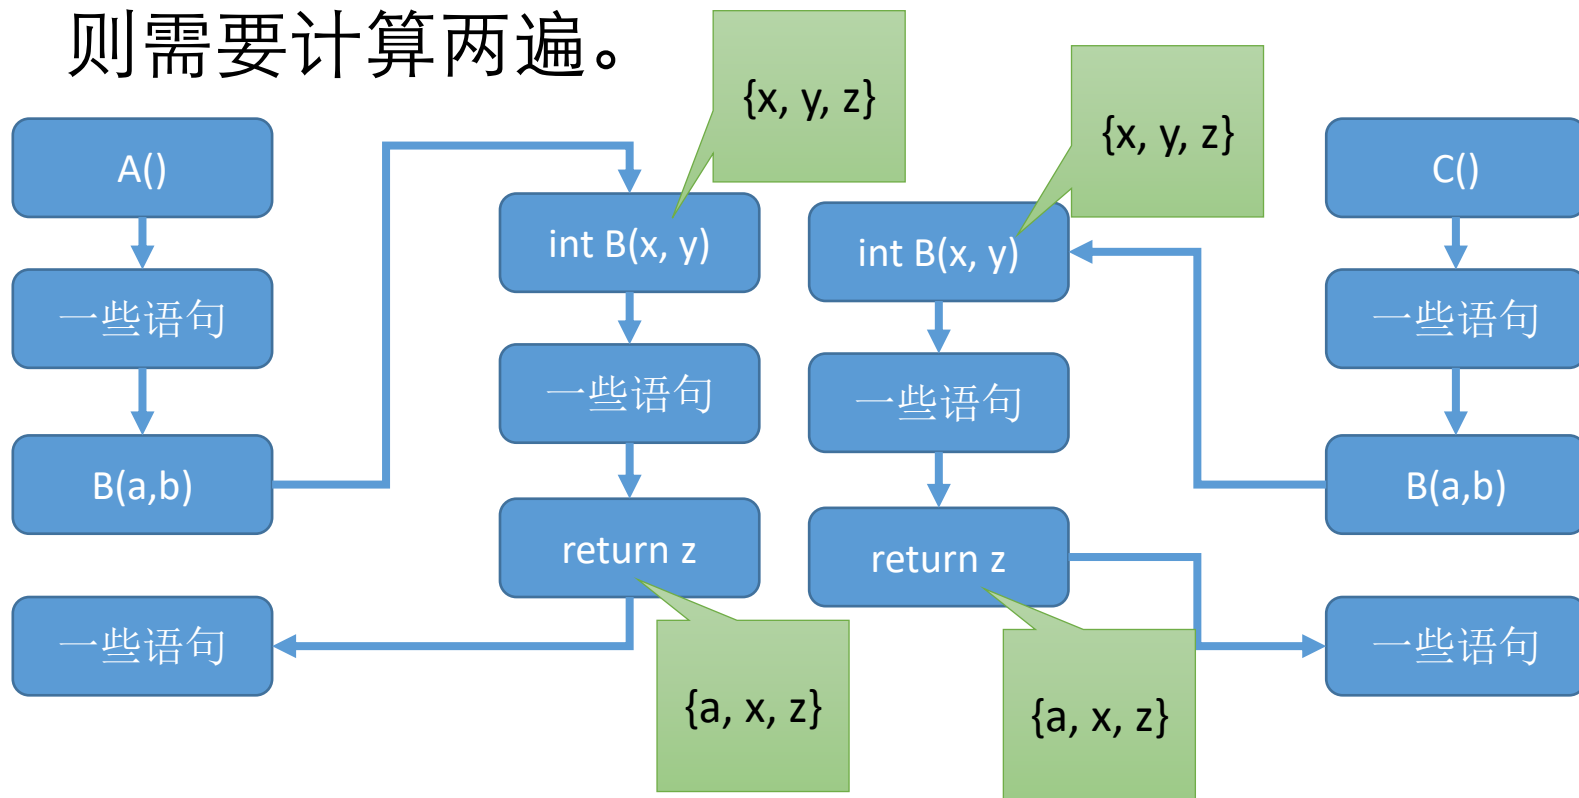 则需要计算两遍。
A()
一些语句
B(a,b)
一些语句
int B(x, y)
一些语句
return z
{x, y, z}
{a, x, z}
int B(x, y)
一些语句
return z
{x, y, z}
{a, x, z}
C()
一些语句
B(a,b)
一些语句